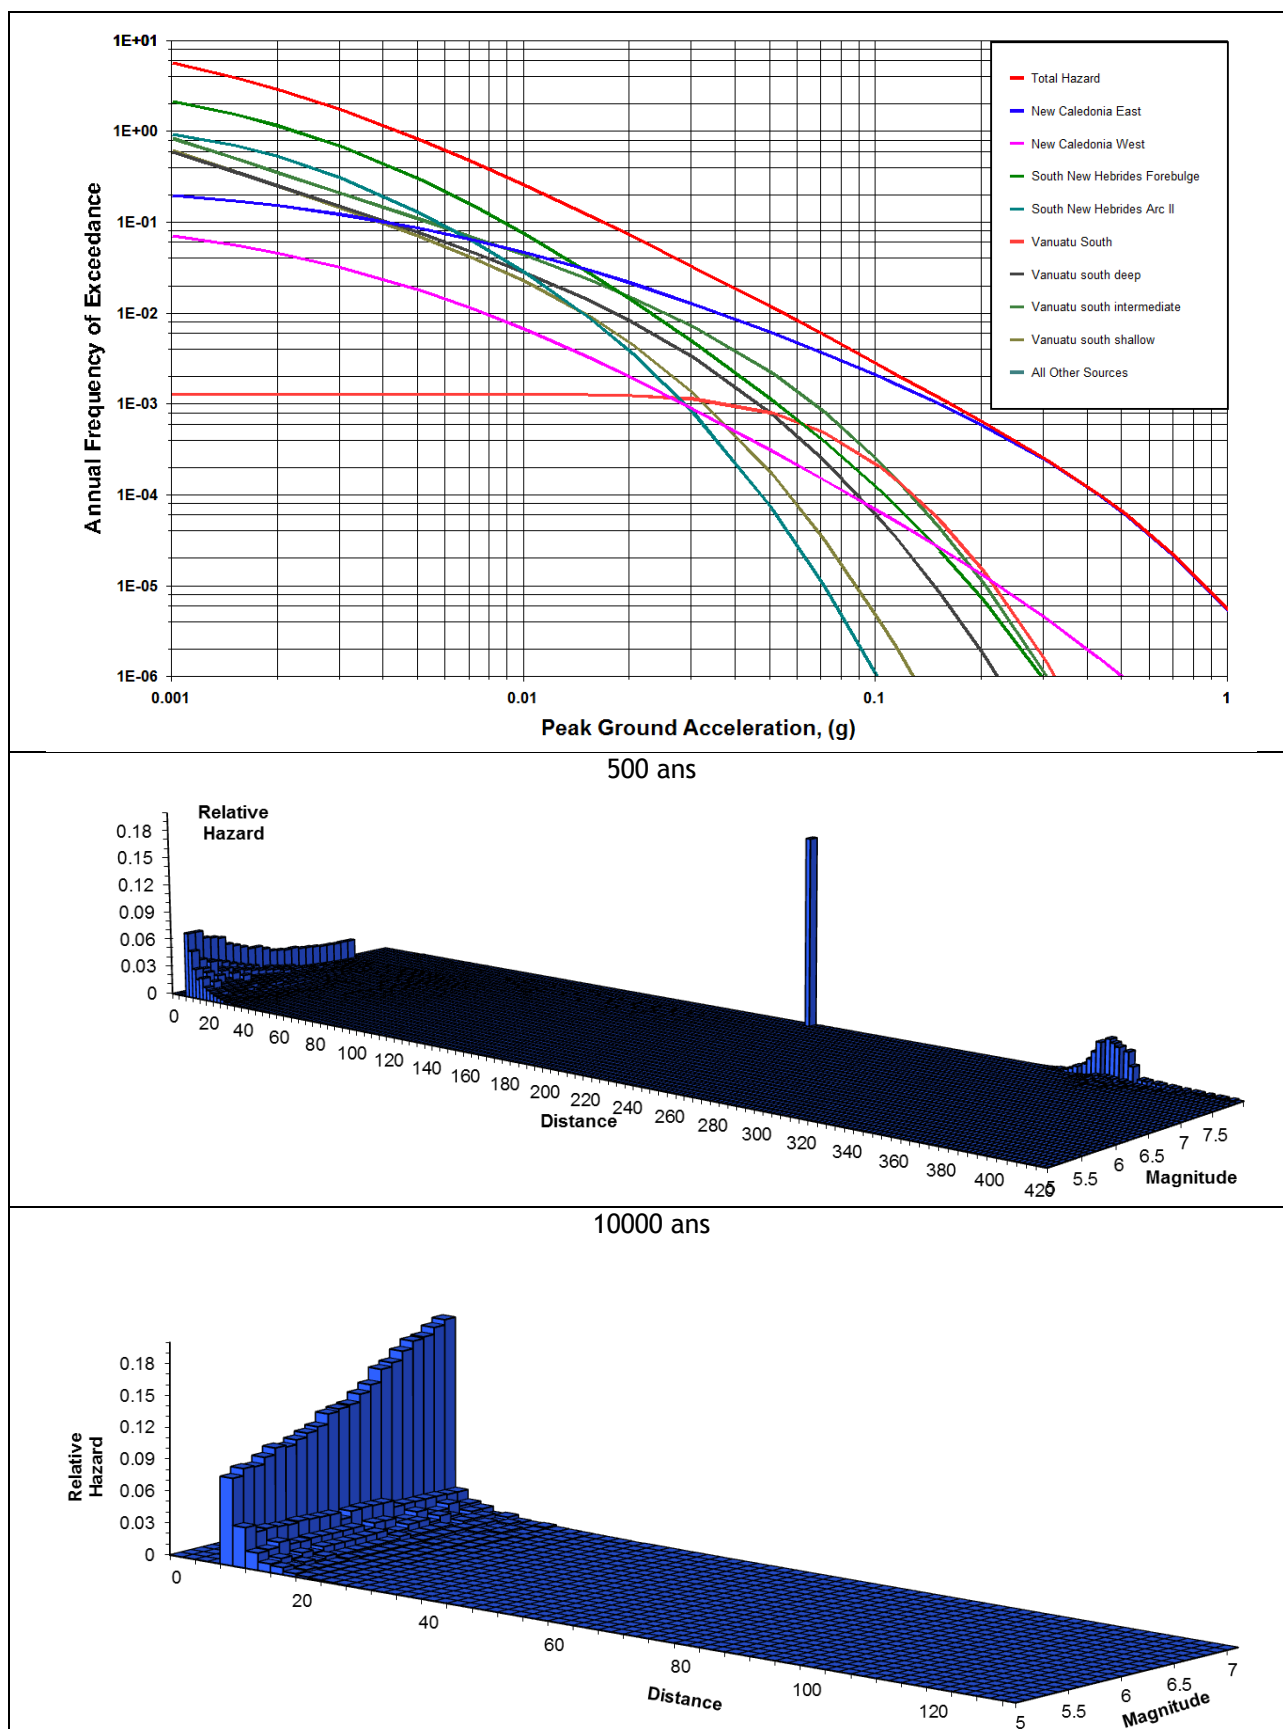 1E+01
1E+00
1E-01
1E-02
1E-03
1E-04
1E-05
1E-06
Annual Frequency of Exceedance
0.001
0.01
0.1
1
Peak Ground Acceleration, (g)
Total Hazard
New Caledonia East
New Caledonia West
South New Hebrides Forebulge
South New Hebrides Arc II
Vanuatu South
Vanuatu south deep
Vanuatu south intermediate
Vanuatu south shallow
All Other Sources
500 ans
Relative
Hazard
0.18
0.15
0.12
0.09
0.06
0.03
0
0
20
40
60
80
100
120
140
160
180
200
220
240
260
280
300
320
340
360
380
400
420
Distance
5
5.5
6
6.5
7
7.5
Magnitude
10000 ans
Relative
Hazard
0.18
0.15
0.12
0.09
0.06
0.03
0
0
20
40
60
80
100
120
Distance
5
5.5
6
6.5
7
Magnitude